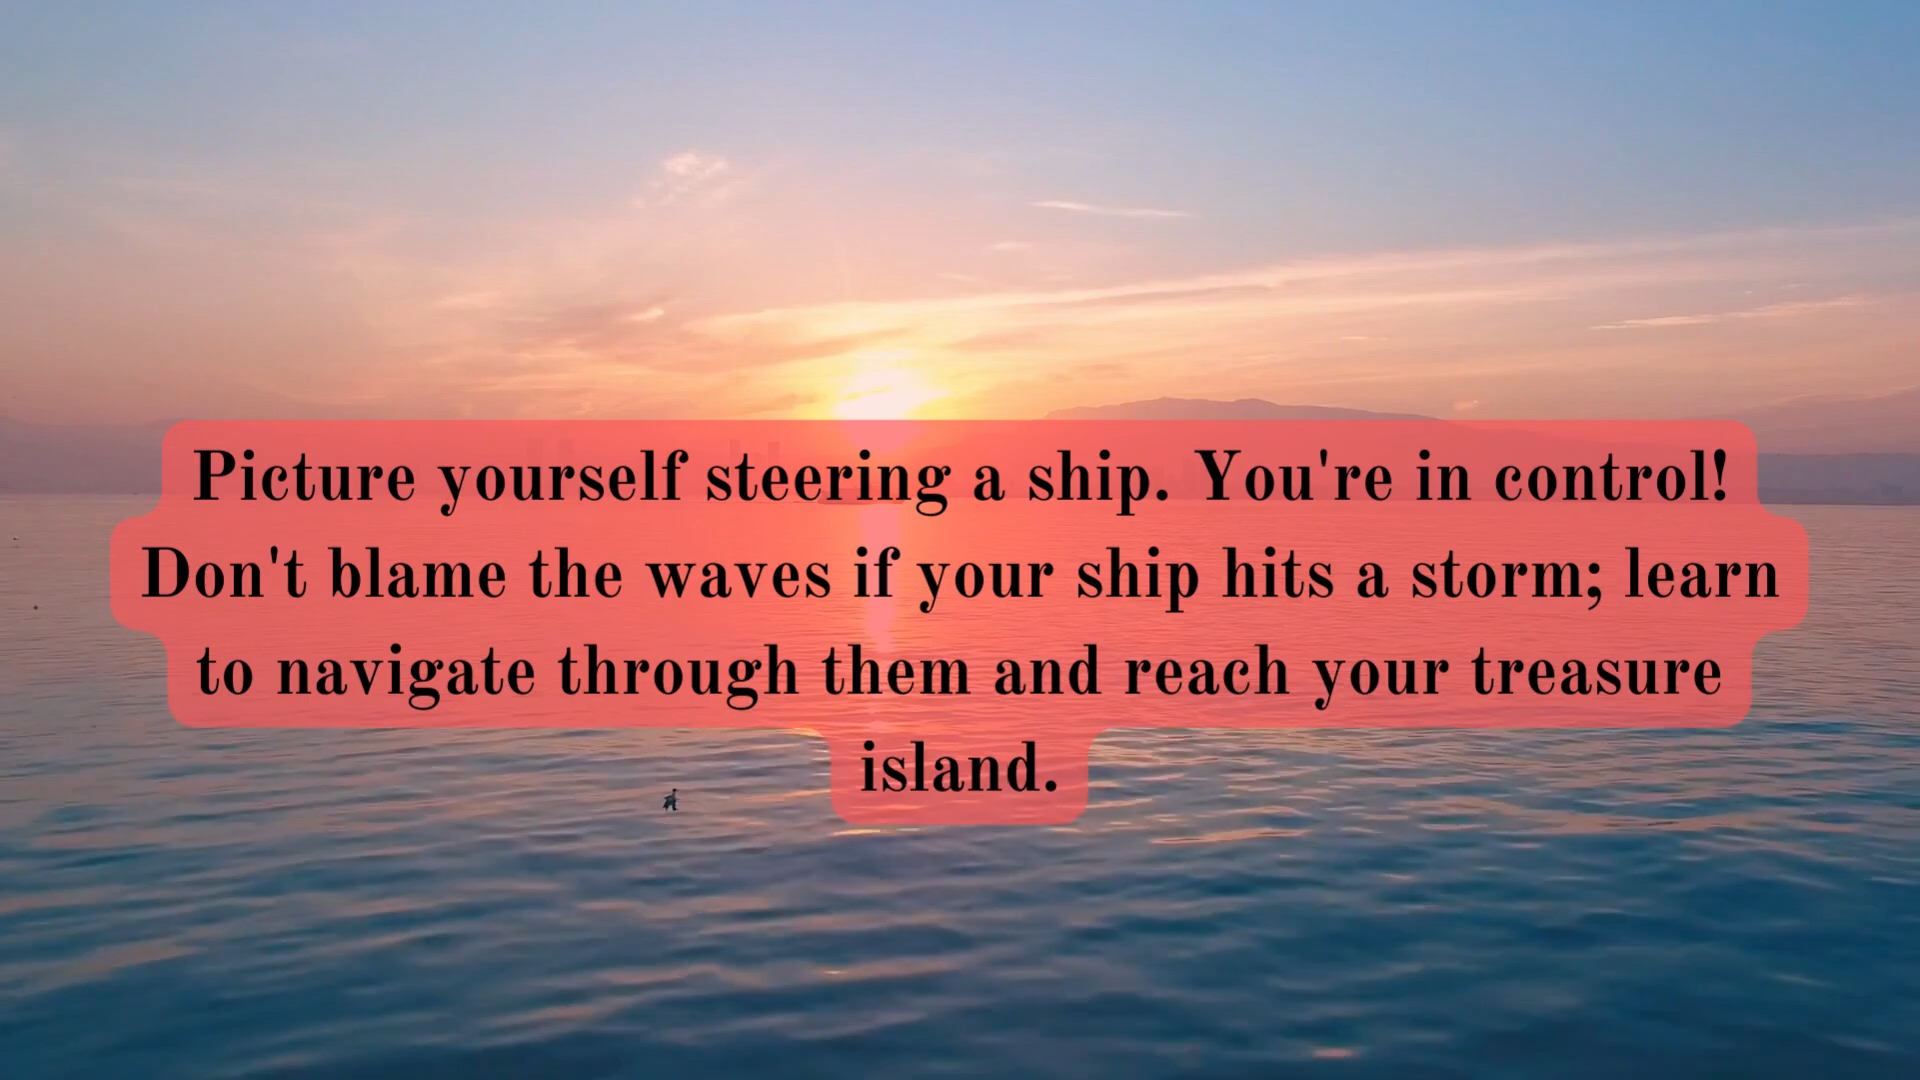 Picture yourself steering a ship. You're in control!
Don't blame the waves if your ship hits a storm; learn
to navigate through them and reach your treasure
island.